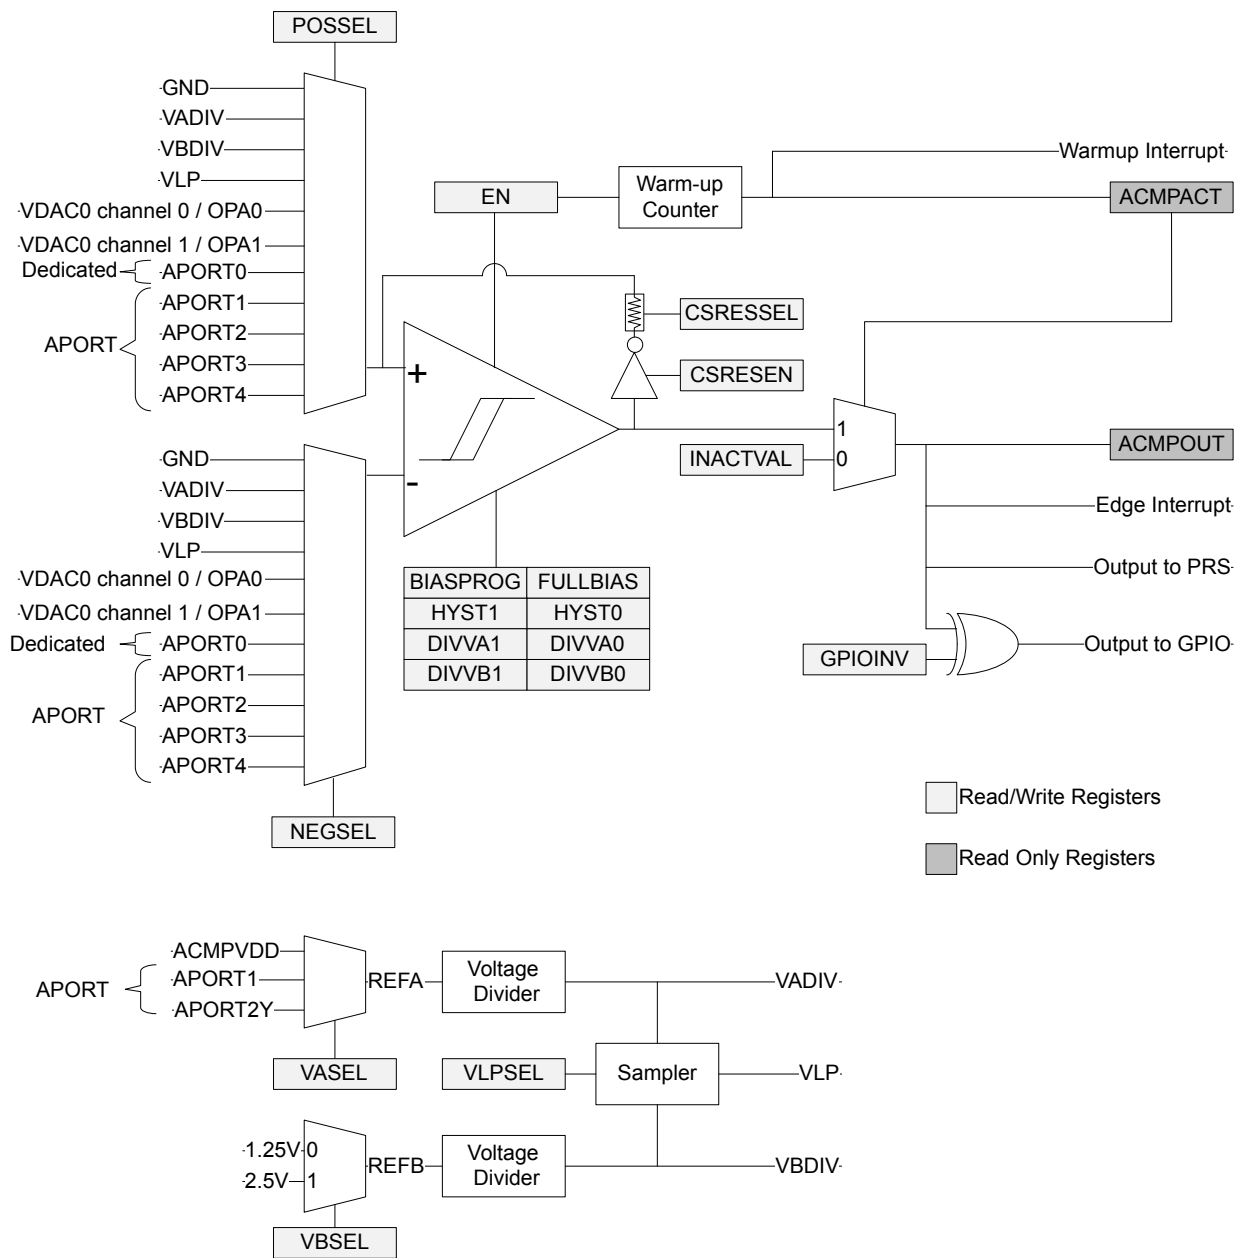 POSSEL
GND
VADIV
VBDIV
VLP
VDAC0 channel 0 / OPA0
VDAC0 channel 1 / OPA1
Dedicated
APORT0
APORT1
APORT2
APORT
APORT3
APORT4
EN
Warm-up
Counter
Warmup Interrupt
ACMPACT
CSRESSEL
CSRESEN
+
-
1
0
INACTVAL
ACMPOUT
Edge Interrupt
Output to PRS
Output to GPIO
GPIOINV
BIASPROG FULLBIAS
HYST1 HYST0
DIVVA1 DIVVA0
DIVVB1 DIVVB0
GND
VADIV
VBDIV
VLP
VDAC0 channel 0 / OPA0
VDAC0 channel 1 / OPA1
Dedicated
APORT0
APORT1
APORT2
APORT
APORT3
APORT4
NEGSEL
Read/Write Registers
Read Only Registers
ACMPVDD
APORT
APORT1
APORT2Y
REFA
Voltage
Divider
VADIV
VASEL
VLPSEL
Sampler
VLP
1.25V 0
2.5V 1
REFB
Voltage
Divider
VBDIV
VBSEL